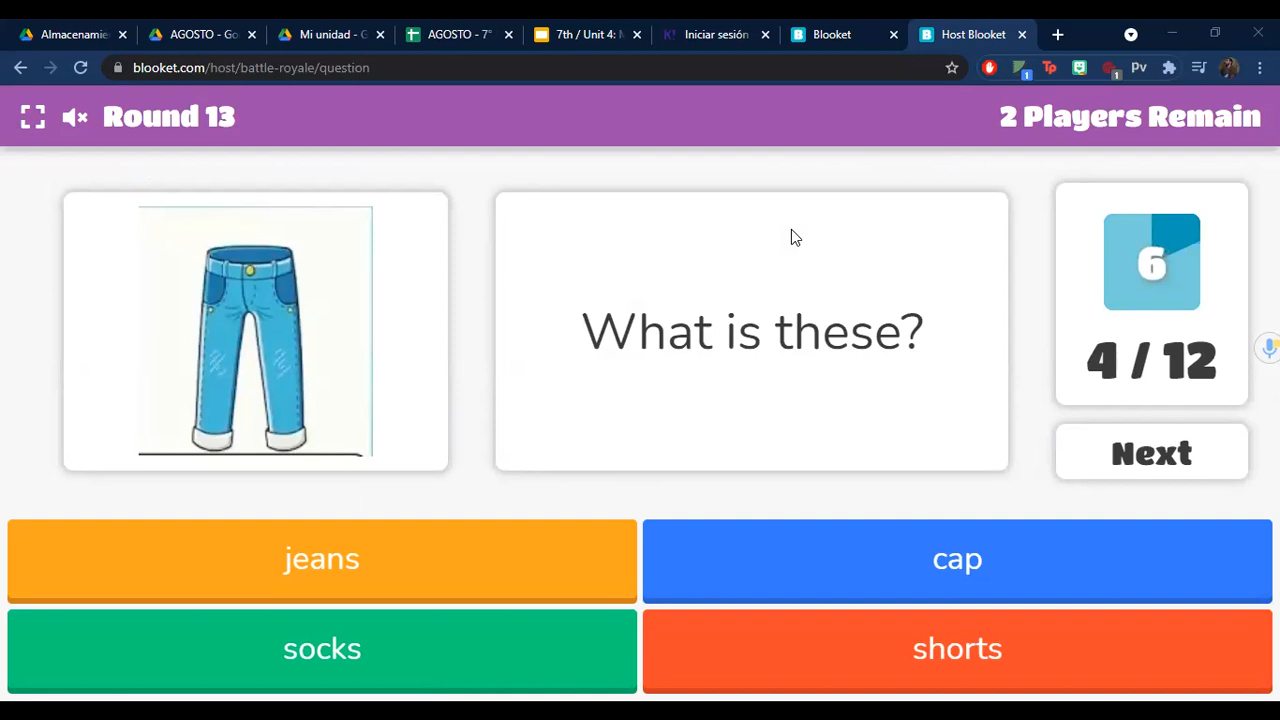 Almacenamie
AGOSTO - Go
Mi unidad - G
AGOSTO - 7°
7th / Unit 4: M
Iniciar sesión
Blooket
Host Blooket
blooket.com/host/battle-royale/question
Round 13
2 Players Remain
What is these?
6
4 / 12
Next
jeans
cap
socks
shorts